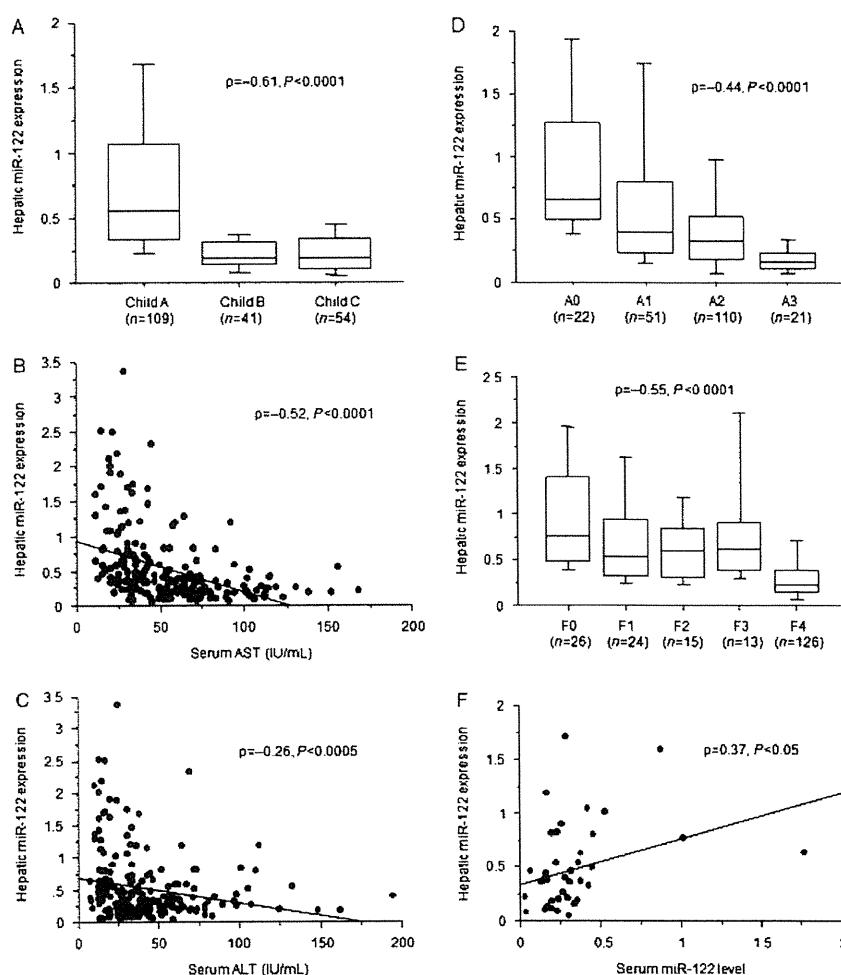 A
Hepatic miR-122 expression
2
1.5
1
0.5
0
ρ=−0.61, P<0.0001
Child A
(n=109)
Child B
(n=41)
Child C
(n=54)
B
Hepatic miR-122 expression
3.5
3
2.5
2
1.5
1
0.5
0
ρ=−0.52, P<0.0001
0
50
100
150
200
Serum AST (IU/mL)
C
Hepatic miR-122 expression
3.5
3
2.5
2
1.5
1
.5
0
ρ=−0.26, P<0.0005
0
50
100
150
200
Serum ALT (IU/mL)
D
Hepatic miR-122 expression
2
1.5
1
0.5
0
ρ=−0.44, P<0.0001
A0
(n=22)
A1
(n=51)
A2
(n=110)
A3
(n=21)
E
Hepatic miR-122 expression
2.5
2
1.5
1
0.5
0
ρ=−0.55, P<0.0001
F0
(n=26)
F1
(n=24)
F2
(n=15)
F3
(n=13)
F4
(n=126)
F
Hepatic miR-122 expression
2
1.5
1
0.5
0
ρ=0.37, P<0.05
0
0.5
1
1.5
2
Serum miR-122 level